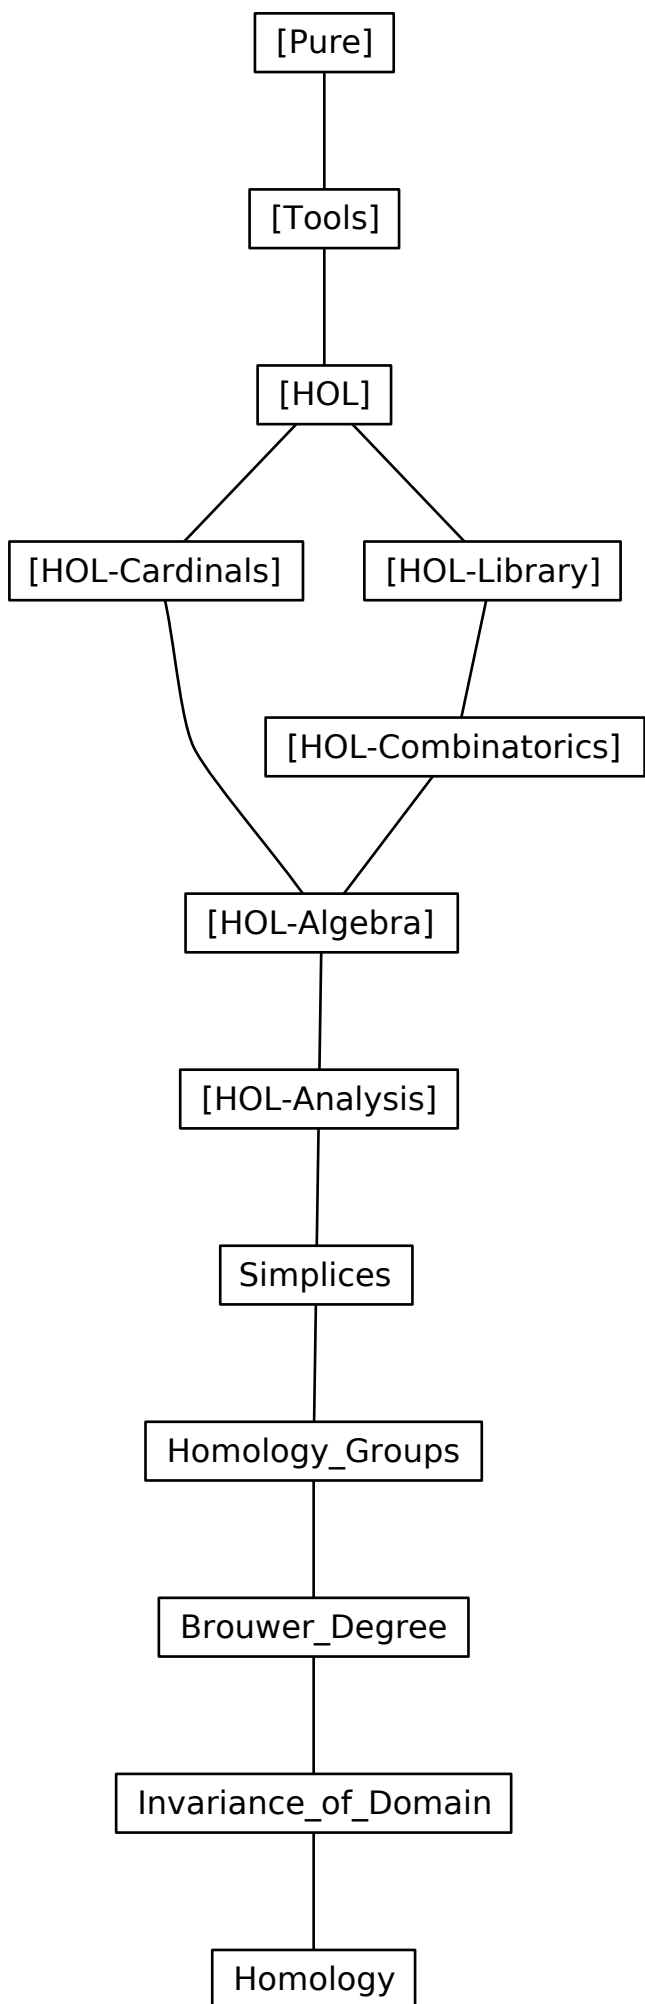 [Pure]
[Tools]
[HOL]
[HOL-Cardinals]
[HOL-Library]
[HOL-Combinatorics]
[HOL-Algebra]
[HOL-Analysis]
Simplices
Homology_Groups
Brouwer_Degree
Invariance_of_Domain
Homology